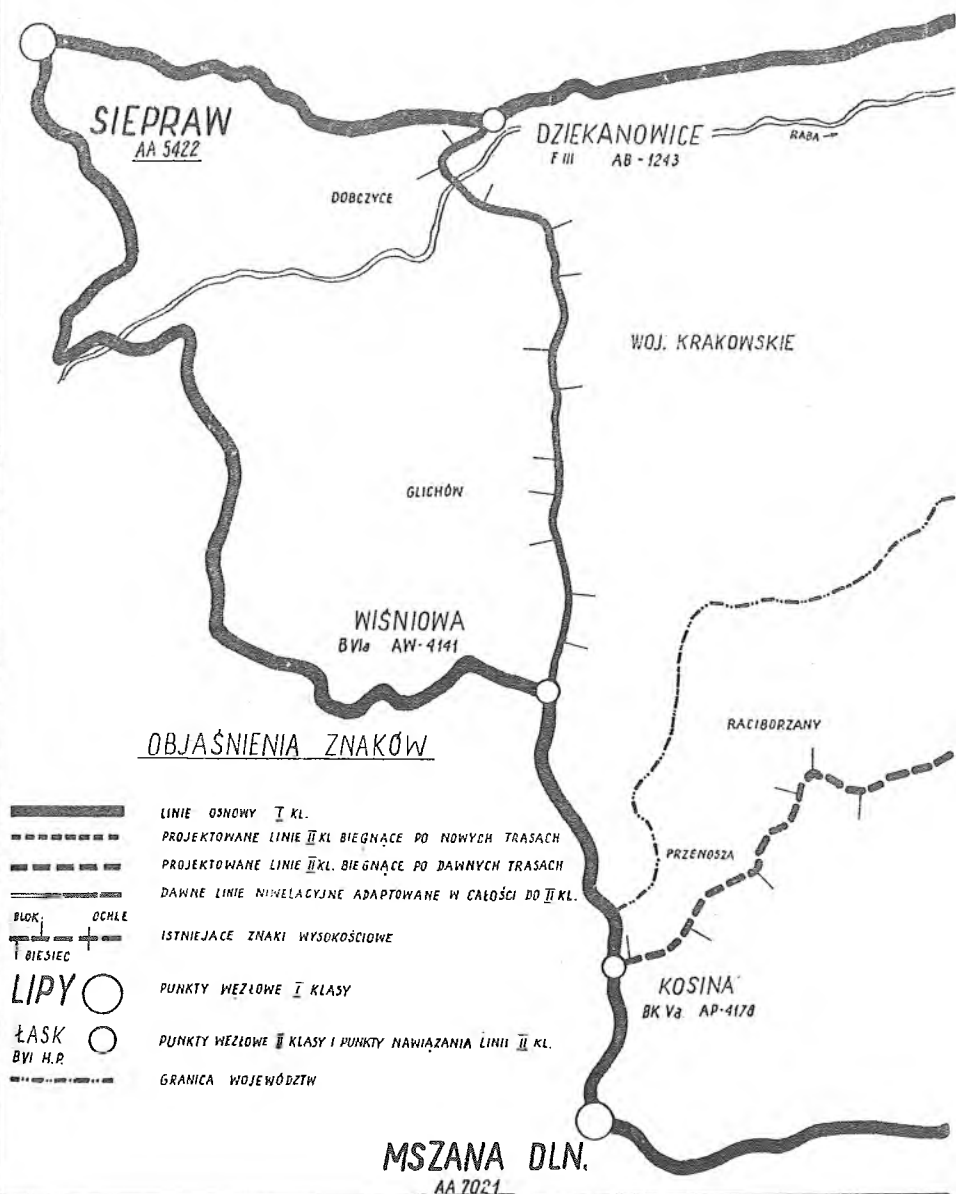 SIEPRAW
AA 5422
DZIEKANOWICE
F III AB-1243
RABA
DOBCZYCE
WOJ. KRAKOWSKIE
GLICHÓW
WIŚNIOWA
BVIa AW-4141
RACIBORZANY
PRZENOSZA
KOSINA
BK Va AP-4178
MSZANA DLN.
AA 7021
OBJAŚNIENIA ZNAKÓW
LINIE OSNOWY I KL.
PROJEKTOWANE LINIE II KL BIEGNĄCE PO NOWYCH TRASACH
PROJEKTOWANE LINIE II KL. BIEGNĄCE PO DAWNYCH TRASACH
DAWNE LINIE NIWELACYJNE ADAPTOWANE W CAŁOŚCI DO II KL.
BLOK OCHLE
BIESIEC
ISTNIEJACE ZNAKI WYSOKOŚCIOWE
LIPY
PUNKTY WEZŁOWE I KLASY
ŁASK
BVI H.P.
PUNKTY WEZŁOWE II KLASY I PUNKTY NAWIĄZANIA LINII II KL.
GRANICA WOJEWÓDZTW